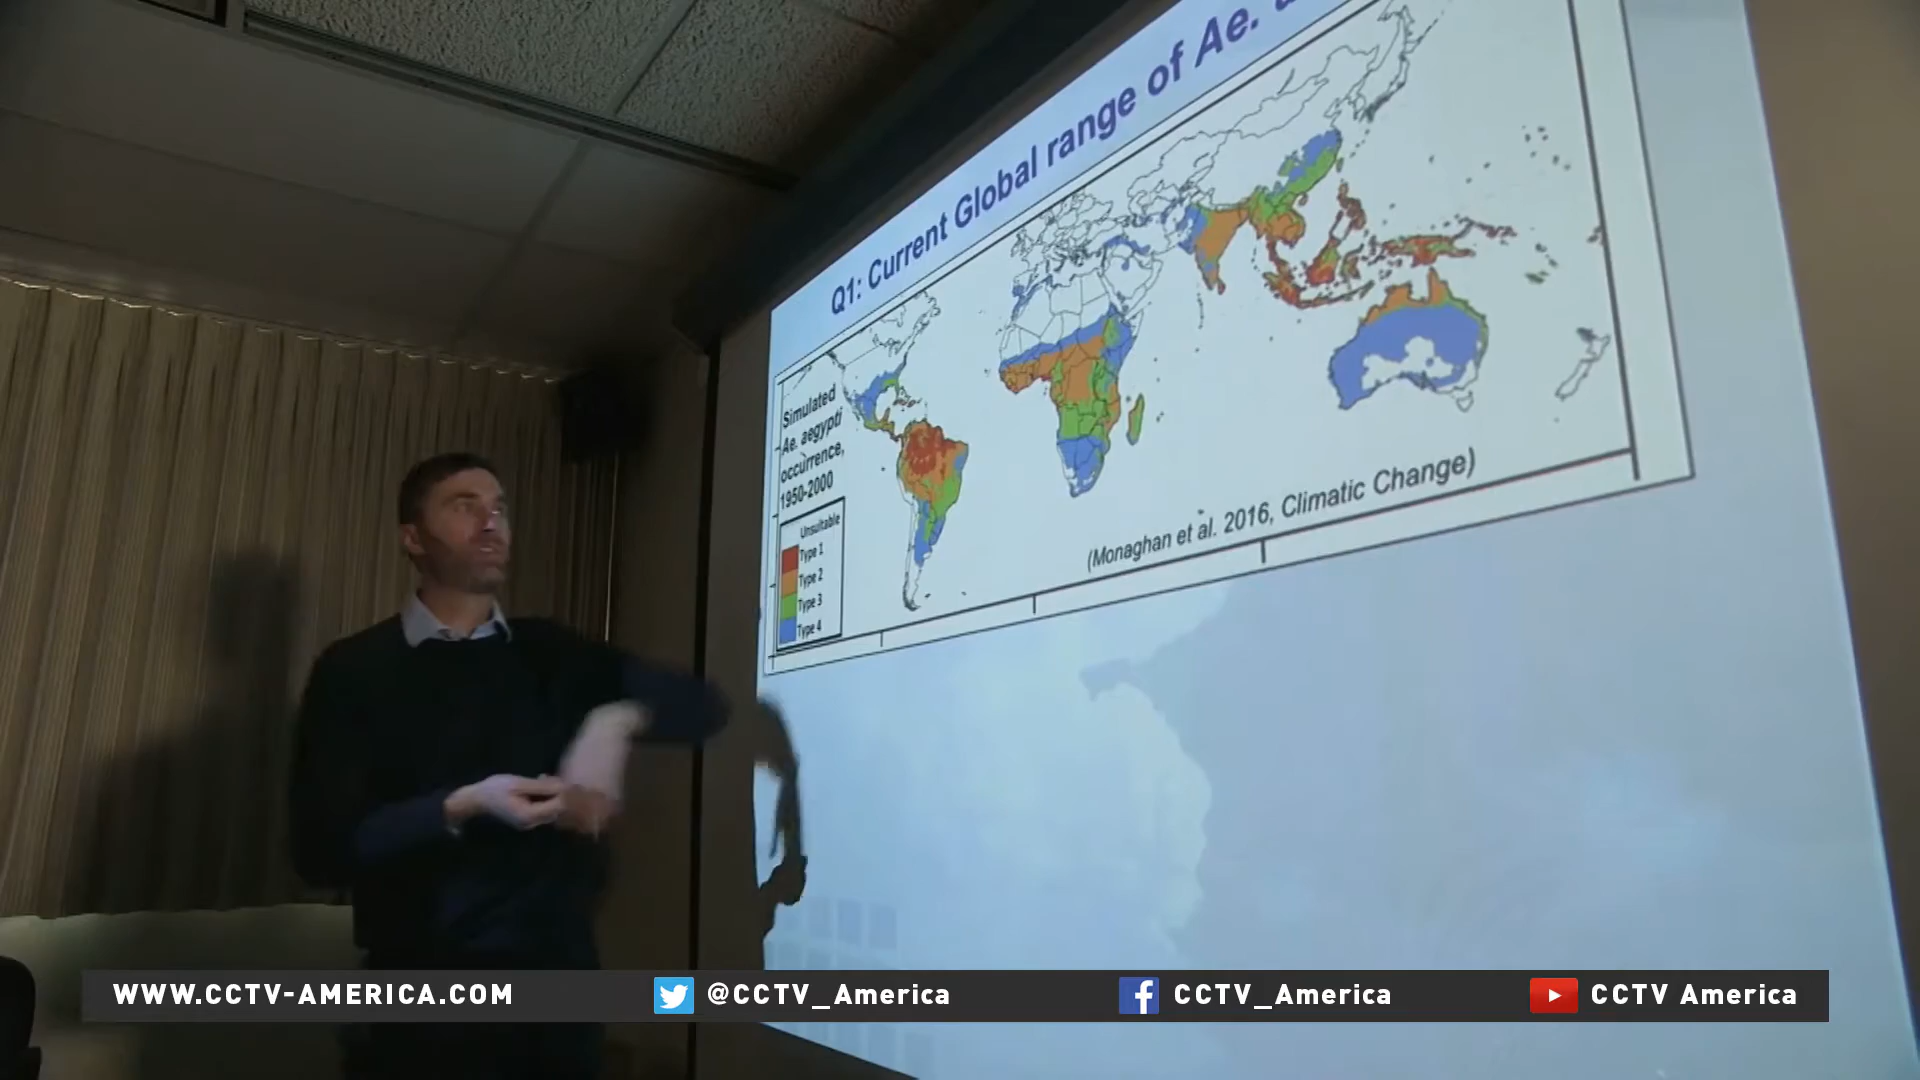 Q1: Current Global range of Ae.
Simulated
Ae. aegypti
occurrence,
1950-2000
Unsuitable
Type 1
Type 2
Type 3
Type 4
(Monaghan et al. 2016, Climatic Change)
WWW.CCTV-AMERICA.COM
@CCTV_America
CCTV_America
CCTV America